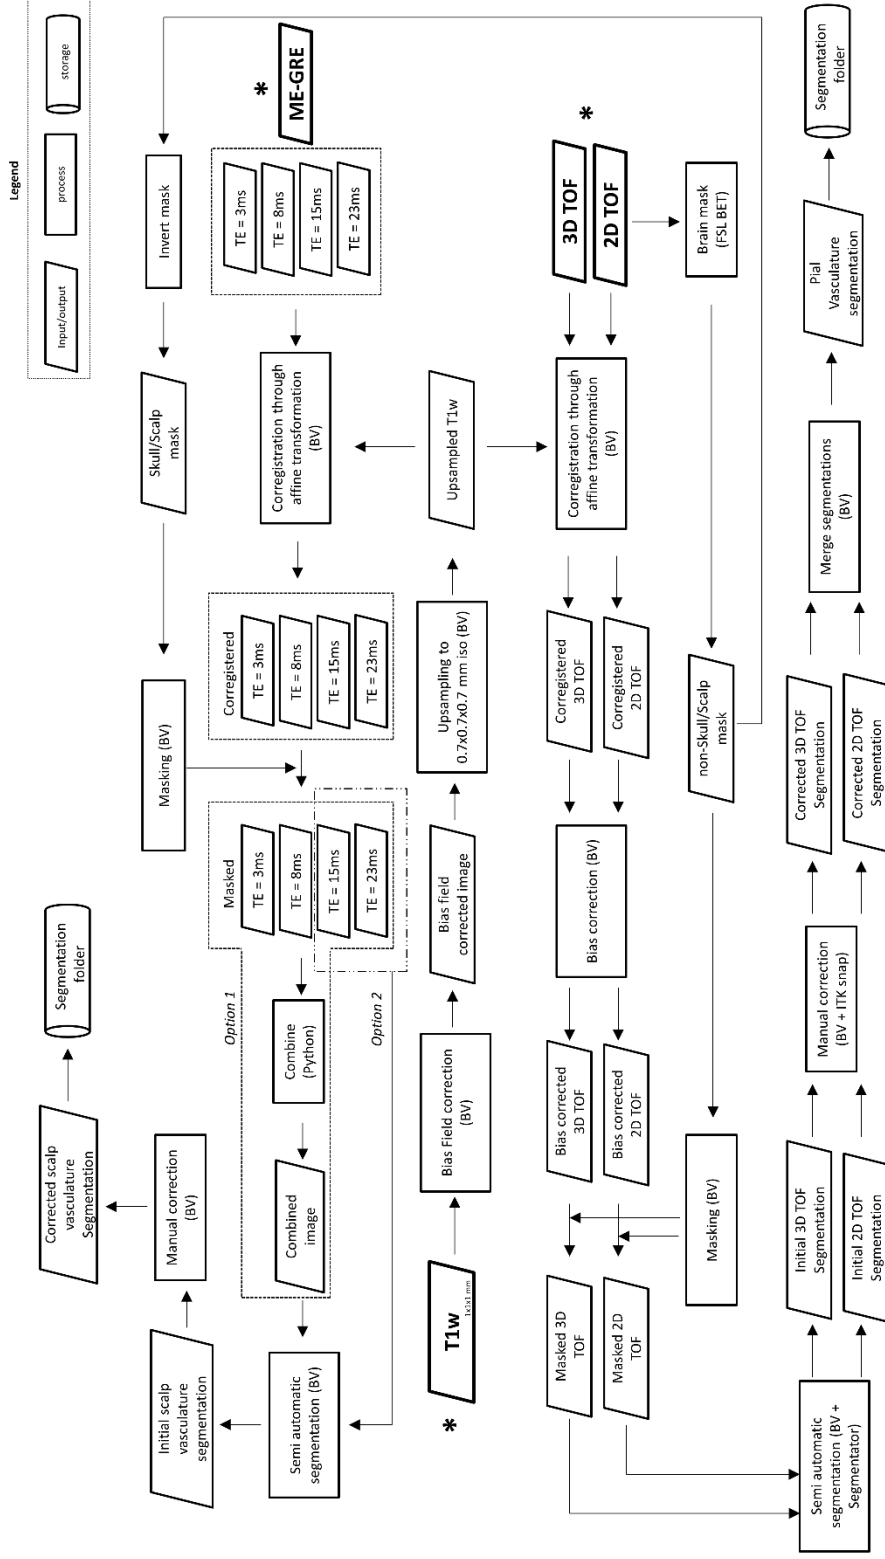 Legend
Input/output
process
storage
Invert mask
Skull/Scalp
mask
Masking (BV)
*
ME-GRE
TE = 3ms
TE = 8ms
TE = 15ms
TE = 23ms
Corregistration through
affine transformation
(BV)
Corregistered
TE = 3ms
TE = 8ms
TE = 15ms
TE = 23ms
Masked
TE = 3ms
TE = 8ms
TE = 15ms
TE = 23ms
Option 1
Option 2
Combine
(Python)
Combined
image
Semi automatic
segmentation (BV)
Initial scalp
vasculature
segmentation
Manual correction
(BV)
Corrected scalp
vasculature
Segmentation
Segmentation
folder
*
T1w
1x1x1 mm
Bias Field correction
(BV)
Bias field
corrected image
Upsampling to
0.7x0.7x0.7 mm iso (BV)
Upsampled T1w
*
3D TOF
2D TOF
Brain mask
(FSL BET)
Corregistration through
affine transformation
(BV)
Corregistered
3D TOF
Corregistered
2D TOF
non-Skull/Scalp
mask
Bias correction (BV)
Bias corrected
3D TOF
Bias corrected
2D TOF
Masking (BV)
Masked 3D
TOF
Masked 2D
TOF
Semi automatic
segmentation (BV +
Segmentator)
Initial 3D TOF
Segmentation
Initial 2D TOF
Segmentation
Manual correction
(BV + ITK snap)
Corrected 3D TOF
Segmentation
Corrected 2D TOF
Segmentation
Merge segmentations
(BV)
Pial
Vasculature
segmentation
Segmentation
folder